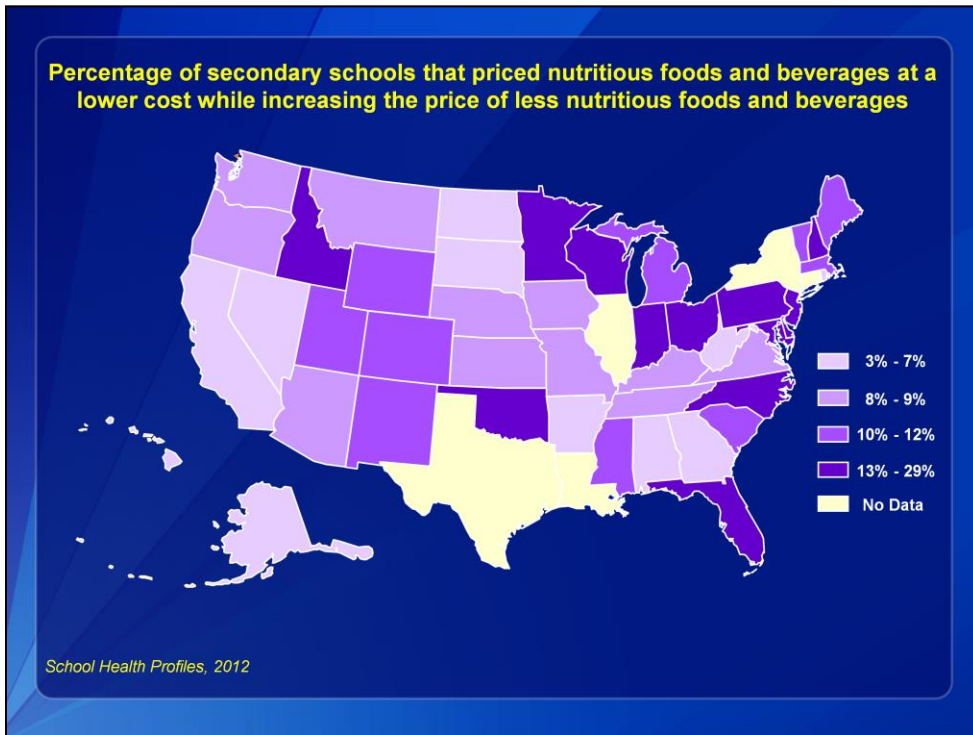 Percentage of secondary schools that priced nutritious foods and beverages at a
lower cost while increasing the price of less nutritious foods and beverages
3% - 7%
8% - 9%
10% - 12%
13% - 29%
No Data
School Health Profiles, 2012